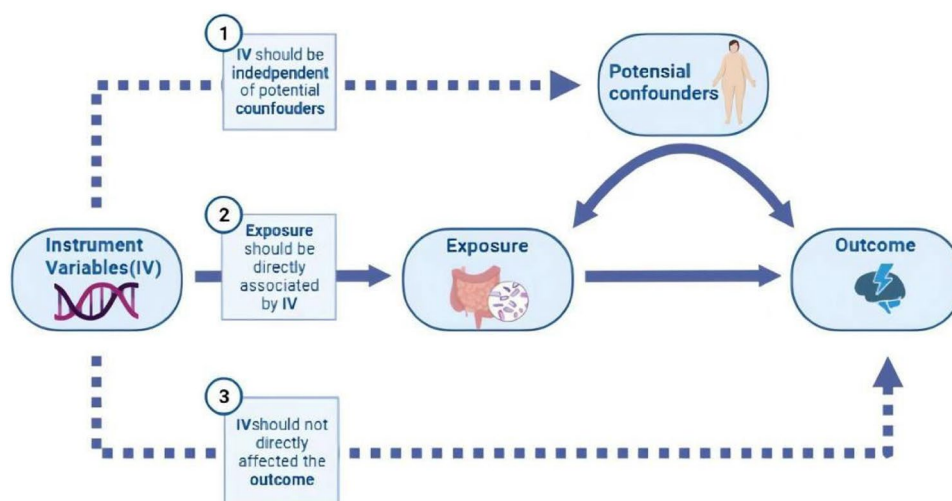 1
IV should be
indedpendent
of potential
counfouders
Potensial
confounders
2
Exposure
should be
directly
associated
by IV
Instrument
Variables(IV)
Exposure
Outcome
3
IVshould not
directly
affected the
outcome